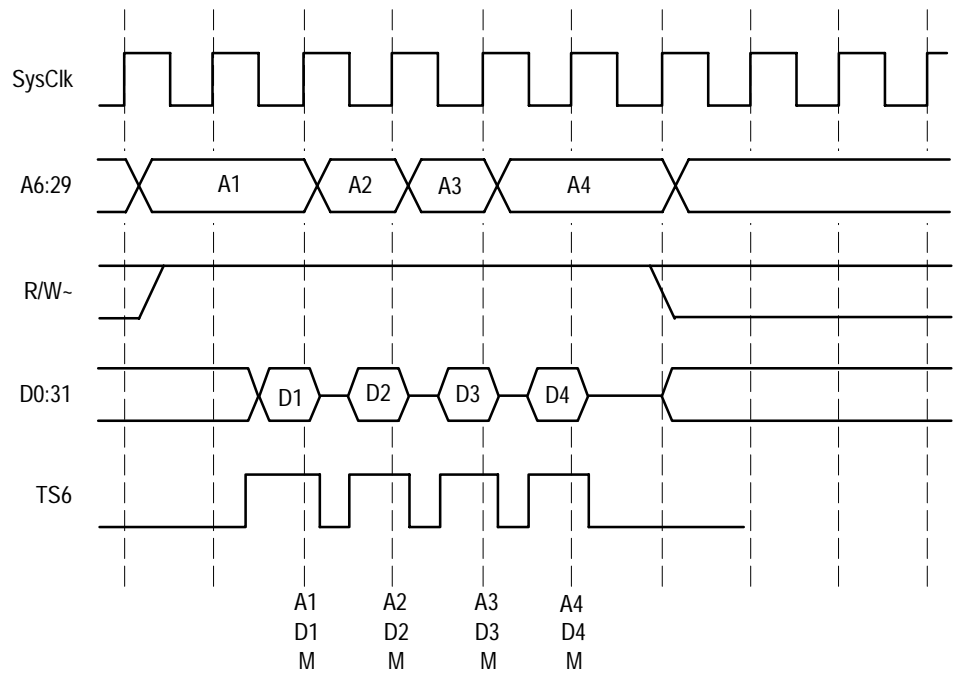 SysClk
A6:29 A1 A2 A3 A4
R/W~
D0:31 D1 D2 D3 D4
TS6
A1 A2 A3 A4
D1 D2 D3 D4
M M M M